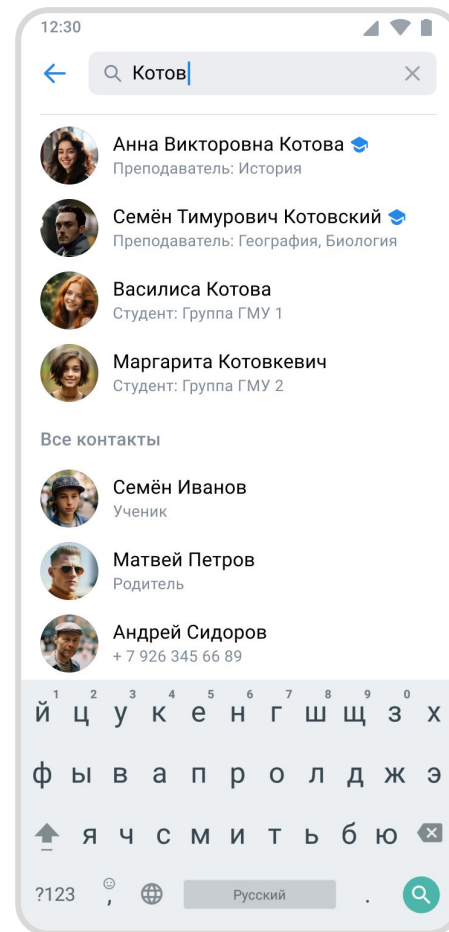 12:30
Котов
Анна Викторовна Котова
Преподаватель: История
Семён Тимурович Котовский
Преподаватель: География, Биология
Василиса Котова
Студент: Группа ГМУ 1
Маргарита Котовкевич
Студент: Группа ГМУ 2
Все контакты
Семён Иванов
Ученик
Матвей Петров
Родитель
Андрей Сидоров
+ 7 926 345 66 89
1 2 3 4 5 6 7 8 9 0
й ц у к е н г ш щ з х
ф ы в а п р о л д ж э
я ч с м и т ь б ю
?123 , Русский .